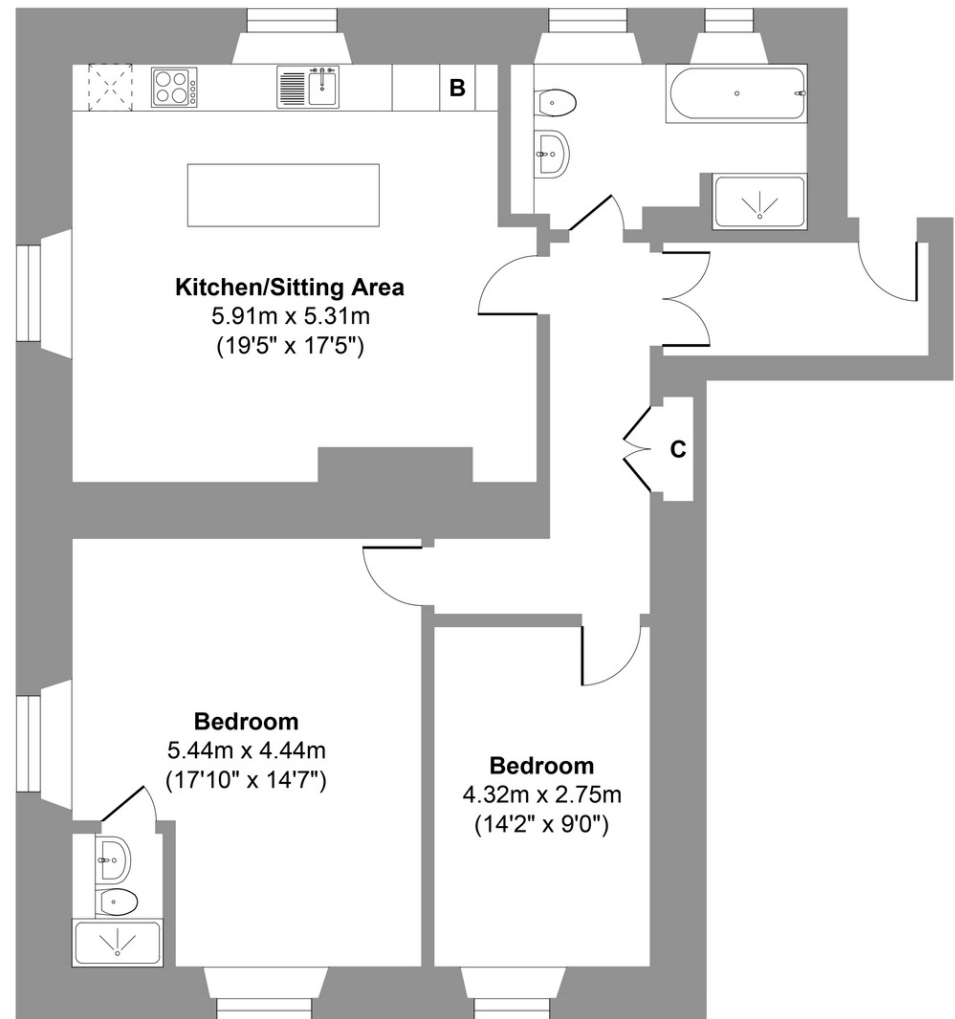 B
Kitchen/Sitting Area
5.91m x 5.31m
(19'5" x 17'5")
C
Bedroom
5.44m x 4.44m
(17'10" x 14'7")
Bedroom
4.32m x 2.75m
(14'2" x 9'0")